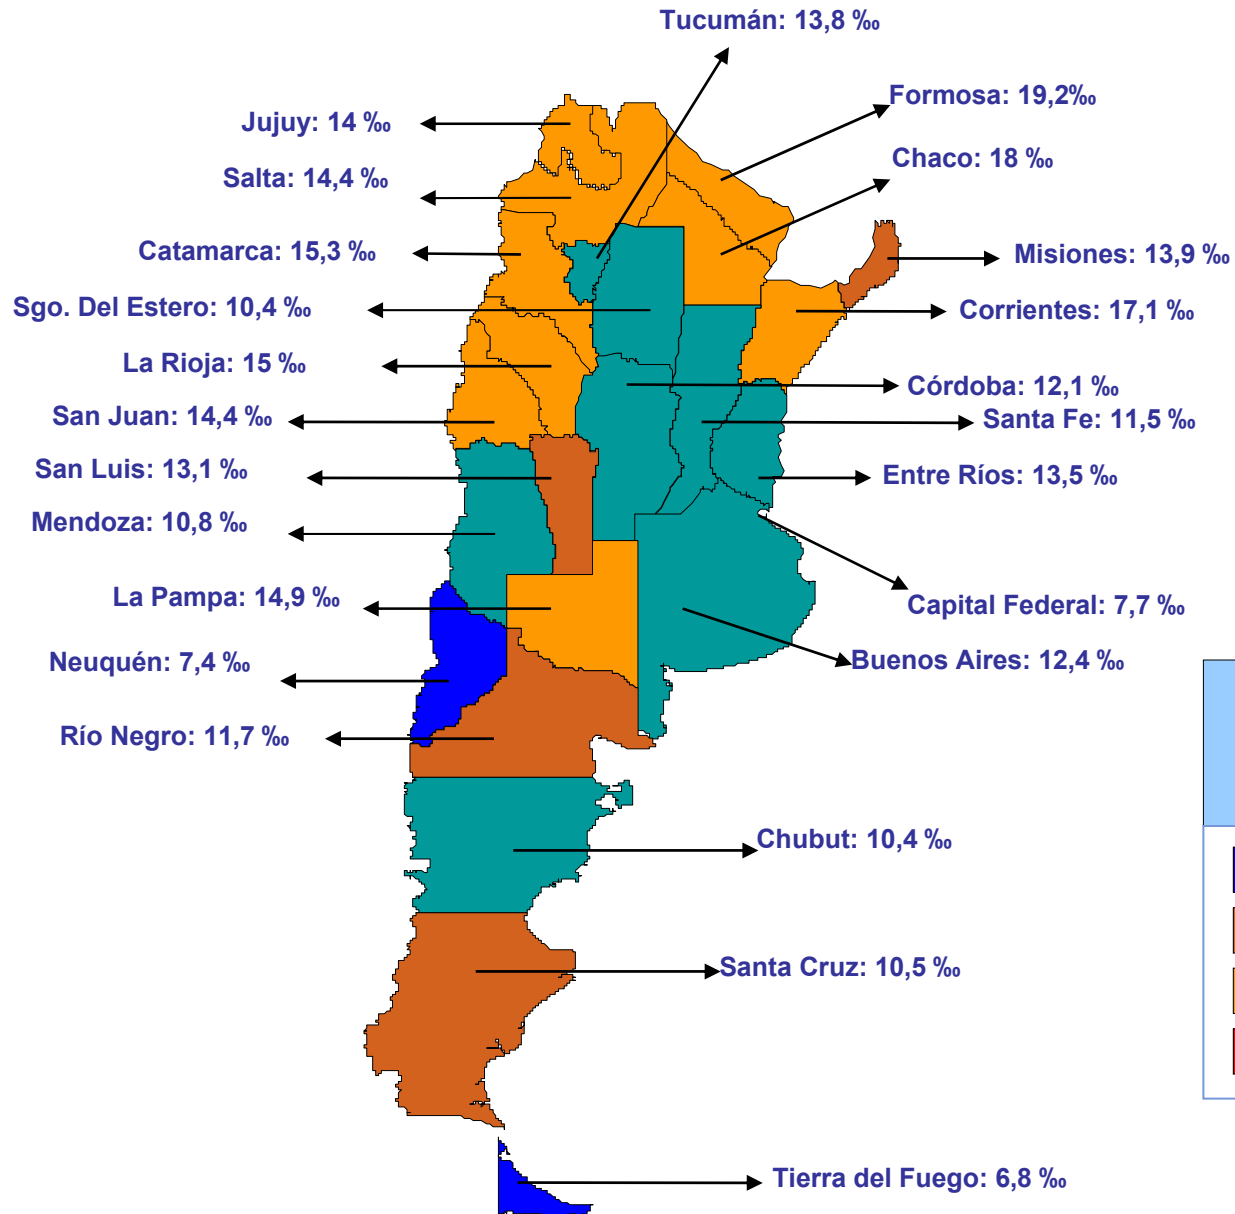 Tucumán: 13,8 ‰
Formosa: 19,2‰
Jujuy: 14 ‰
Chaco: 18 ‰
Salta: 14,4 ‰
Catamarca: 15,3 ‰
Misiones: 13,9 ‰
Sgo. Del Estero: 10,4 ‰
Corrientes: 17,1 ‰
La Rioja: 15 ‰
Córdoba: 12,1 ‰
San Juan: 14,4 ‰
Santa Fe: 11,5 ‰
San Luis: 13,1 ‰
Entre Ríos: 13,5 ‰
Mendoza: 10,8 ‰
La Pampa: 14,9 ‰
Capital Federal: 7,7 ‰
Neuquén: 7,4 ‰
Buenos Aires: 12,4 ‰
Río Negro: 11,7 ‰
Chubut: 10,4 ‰
Santa Cruz: 10,5 ‰
Tierra del Fuego: 6,8 ‰